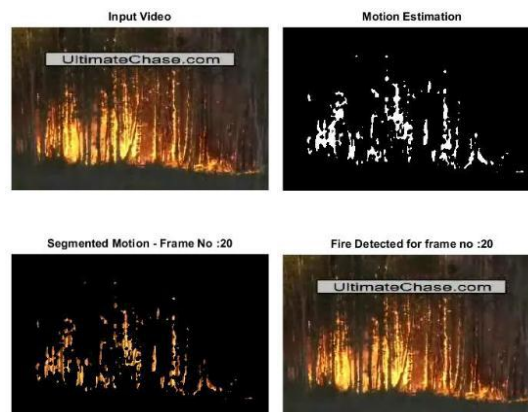 Input Video
Motion Estimation
UltimateChase.com
Segmented Motion - Frame No :20
Fire Detected for frame no :20
UltimateChase.com